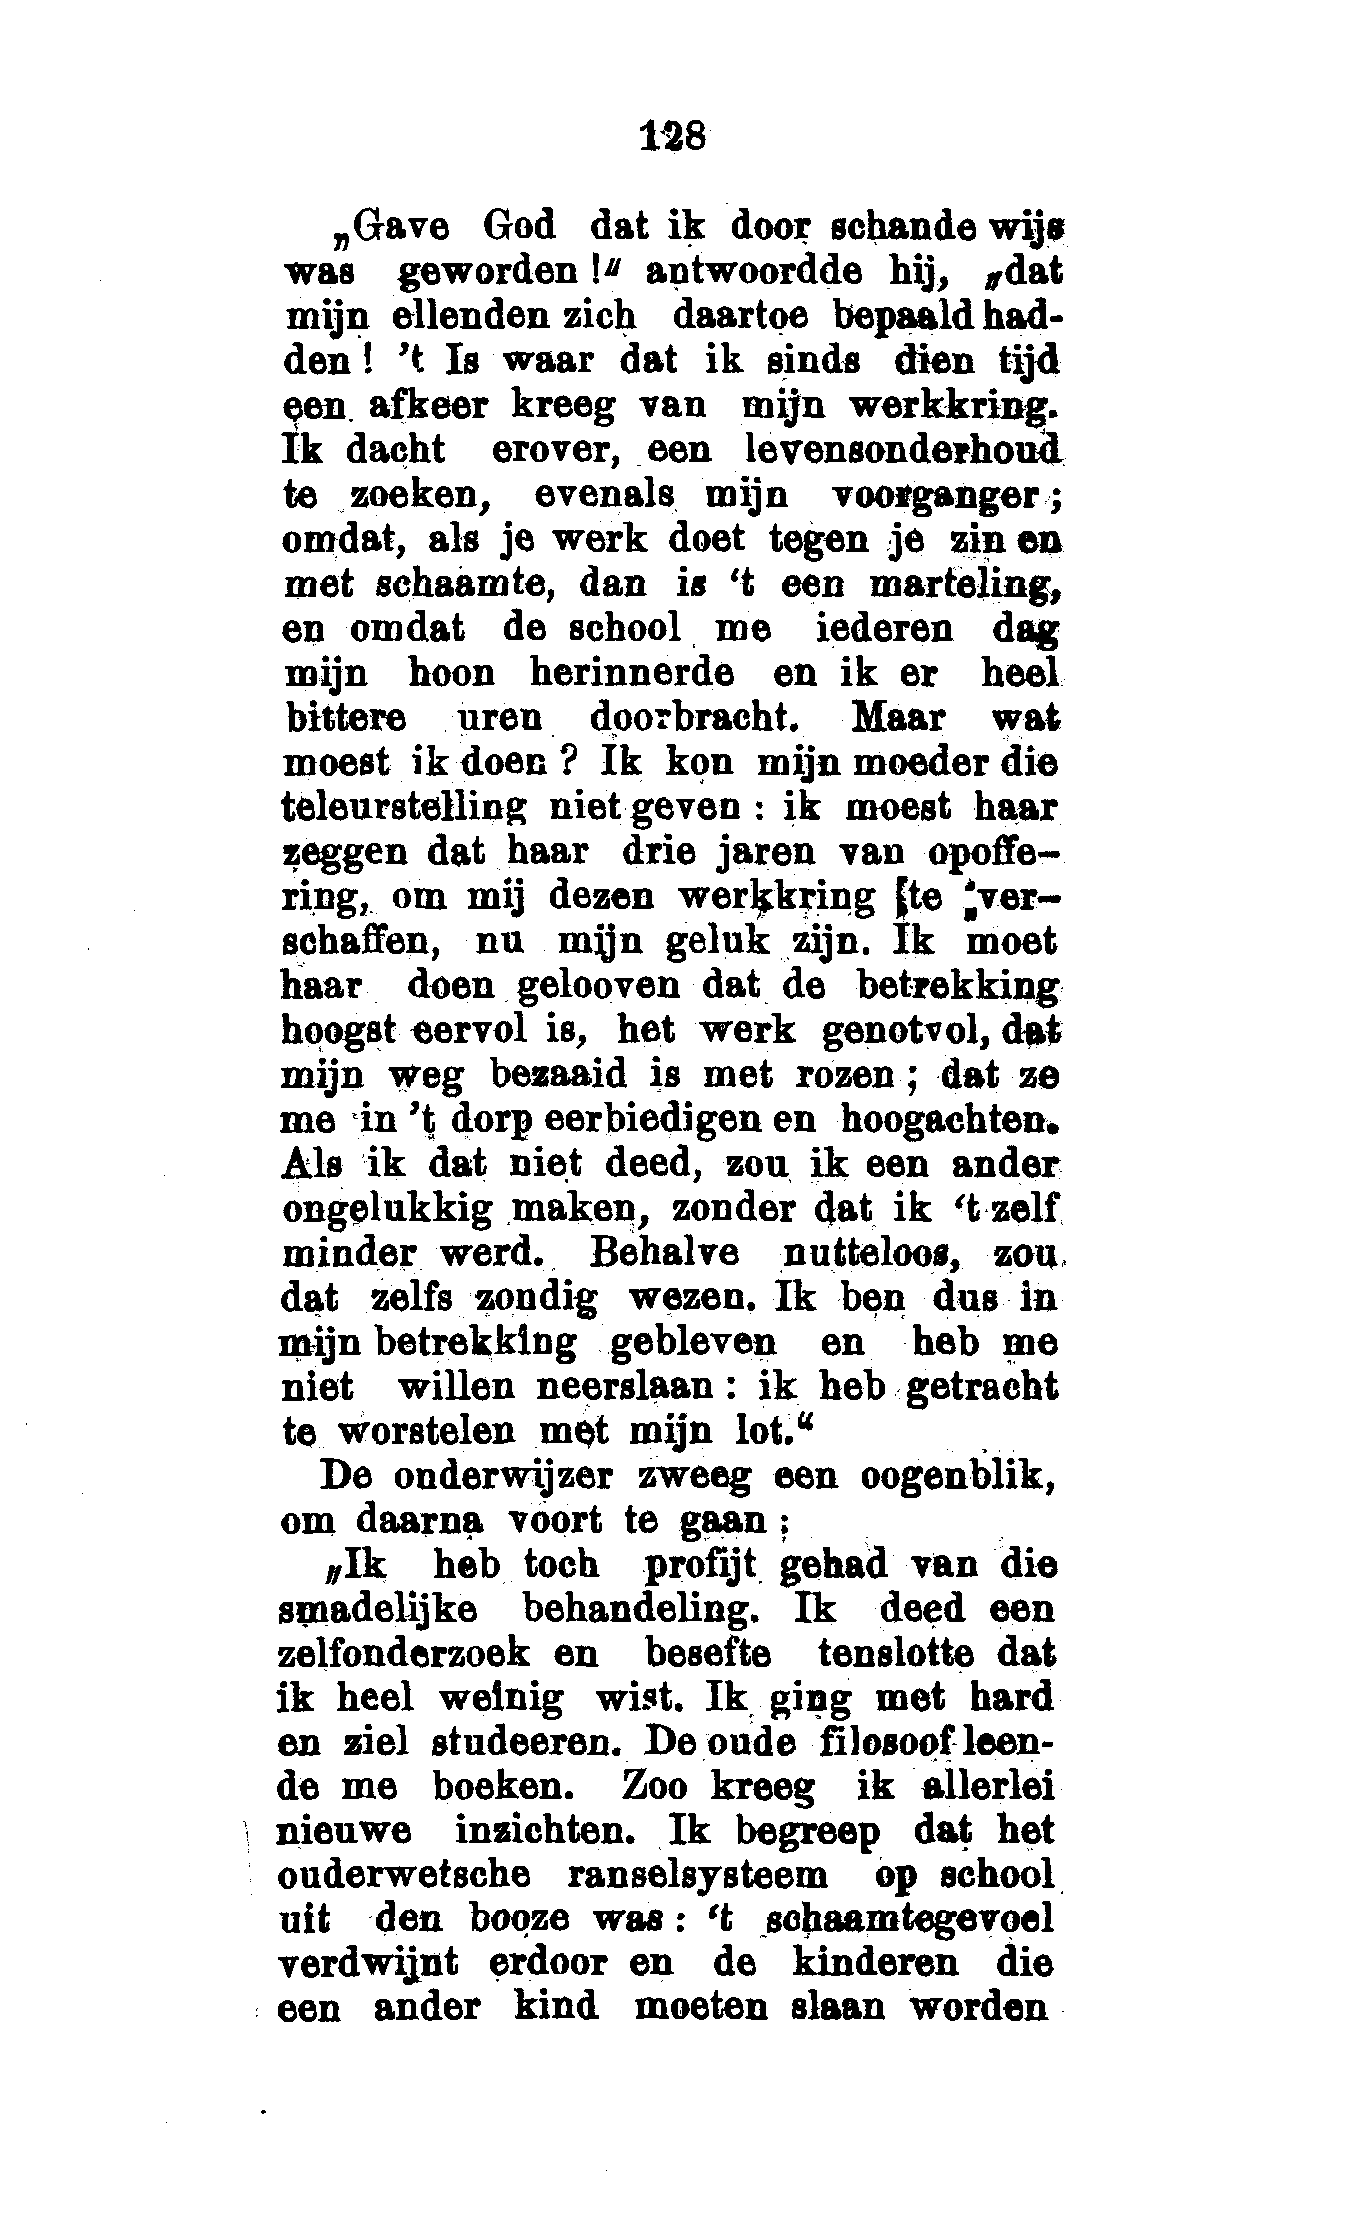 128
„Gave God dat ik door schande wijs
was geworden !" antwoordde hij, „dat
mijn ellenden zich daartoe bepaald had-
den ! 't Is waar dat ik sinds dien tijd
een afkeer kreeg van mijn werkkring.
Ik dacht erover, een levensonderhoud
te zoeken, evenals mijn voorganger ;
omdat, als je werk doet tegen je zin en
met schaamte, dan is 't een marteling,
en omdat de school me iederen dag
mijn hoon herinnerde en ik er heel
bittere uren doorbracht. Maar wat
moest ik doen ? Ik kon mijn moeder die
teleurstelling niet geven : ik moest haar
zeggen dat haar drie jaren van opoffe-
ring, om mij dezen werkkring [te ;ver-
schaffen, nu mijn geluk zijn. Ik moet
haar doen gelooven dat de betrekking
hoogst eervol is, het werk genotvol, dat
mijn weg bezaaid is met rozen ; dat ze
me in 't dorp eerbiedigen en hoogachten.
Als ik dat niet deed, zou ik een ander
ongelukkig maken, zonder dat ik 't zelf
minder werd. Behalve nutteloos, zou
dat zelfs zondig wezen. Ik ben dus in
mijn betrekking gebleven en heb me
niet willen neerslaan : ik heb getracht
te worstelen met mijn lot."
De onderwijzer zweeg een oogenblik,
om daarna voort te gaan ;
„Ik heb toch profijt gehad van die
smadelijke behandeling. Ik deed een
zelfonderzoek en besefte tenslotte dat
ik heel weinig wist. Ik ging met hard
en ziel studeeren. De oude filosoof leen-
de me boeken. Zoo kreeg ik allerlei
nieuwe inzichten. Ik begreep dat het
ouderwetsche ranselsysteem op school
uit den booze was : 't schaamtegevoel
verdwijnt erdoor en de kinderen die
een ander kind moeten slaan worden